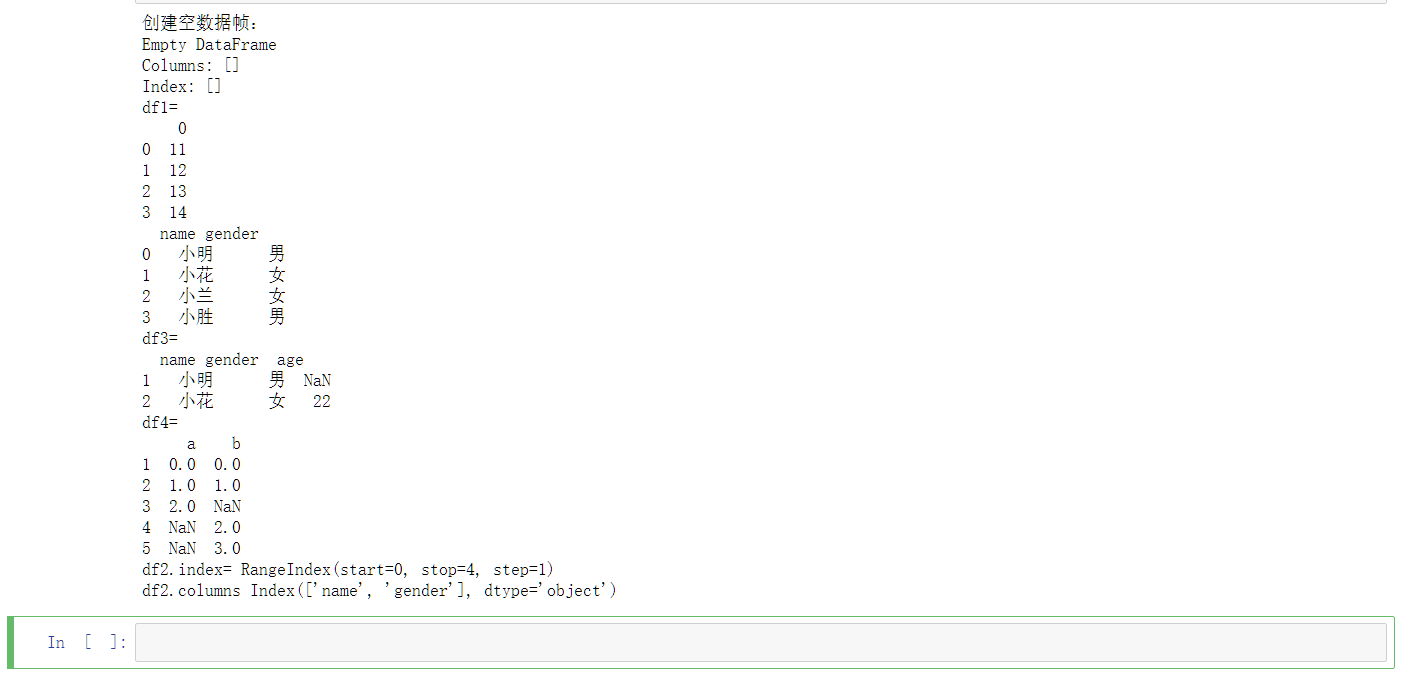 创建空数据帧:
Empty DataFrame
Columns: []
Index: []
df1=
    0
0  11
1  12
2  13
3  14
  name gender
0   小明      男
1   小花      女
2   小兰      女
3   小胜      男
df3=
  name gender  age
1   小明      男  NaN
2   小花      女   22
df4=
     a    b
1  0.0  0.0
2  1.0  1.0
3  2.0  NaN
4  NaN  2.0
5  NaN  3.0
df2.index= RangeIndex(start=0, stop=4, step=1)
df2.columns Index(['name', 'gender'], dtype='object')
In [ ]: